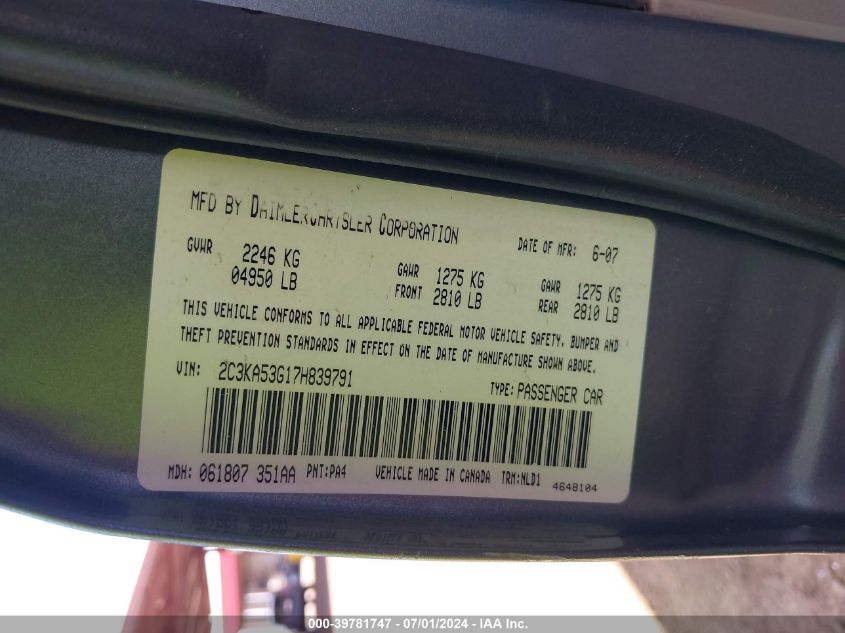 MFD BY DAIMLERCHRYSLER CORPORATION DATE OF MFR: 6-07
GVWR 2246 KG
04950 LB
GAWR FRONT 1275 KG
2810 LB
GAWR REAR 1275 KG
2810 LB
THIS VEHICLE CONFORMS TO ALL APPLICABLE FEDERAL MOTOR VEHICLE SAFETY, BUMPER AND
THEFT PREVENTION STANDARDS IN EFFECT ON THE DATE OF MANUFACTURE SHOWN ABOVE.
VIN: 2C3KA53G17H839791 TYPE: PASSENGER CAR
MDH: 061807 351AA PNT:PA4 VEHICLE MADE IN CANADA TRM:NLD1
4648104
000-39781747 - 07/01/2024 - IAA Inc.